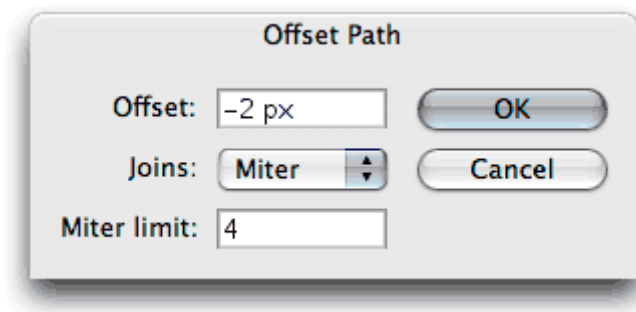 Offset Path
Offset: -2 px
OK
Joins: Miter
Cancel
Miter limit: 4